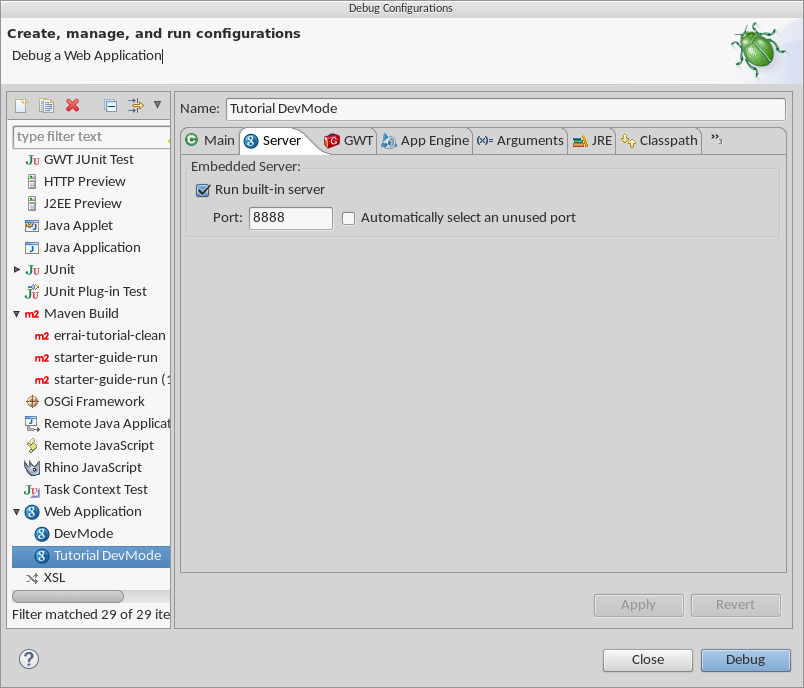 Debug Configurations
Create, manage, and run configurations
Debug a Web Application
type filter text
GWT JUnit Test
HTTP Preview
J2EE Preview
Java Applet
Java Application
JUnit
JUnit Plug-in Test
Maven Build
errai-tutorial-clean
starter-guide-run
starter-guide-run (1
OSGi Framework
Remote Java Applicat
Remote JavaScript
Rhino JavaScript
Task Context Test
Web Application
DevMode
Tutorial DevMode
XSL
Filter matched 29 of 29 ite
Name: Tutorial DevMode
Main Server GWT App Engine Arguments JRE Classpath »3
Embedded Server:
Run built-in server
Port: 8888 Automatically select an unused port
Apply Revert
? Close Debug